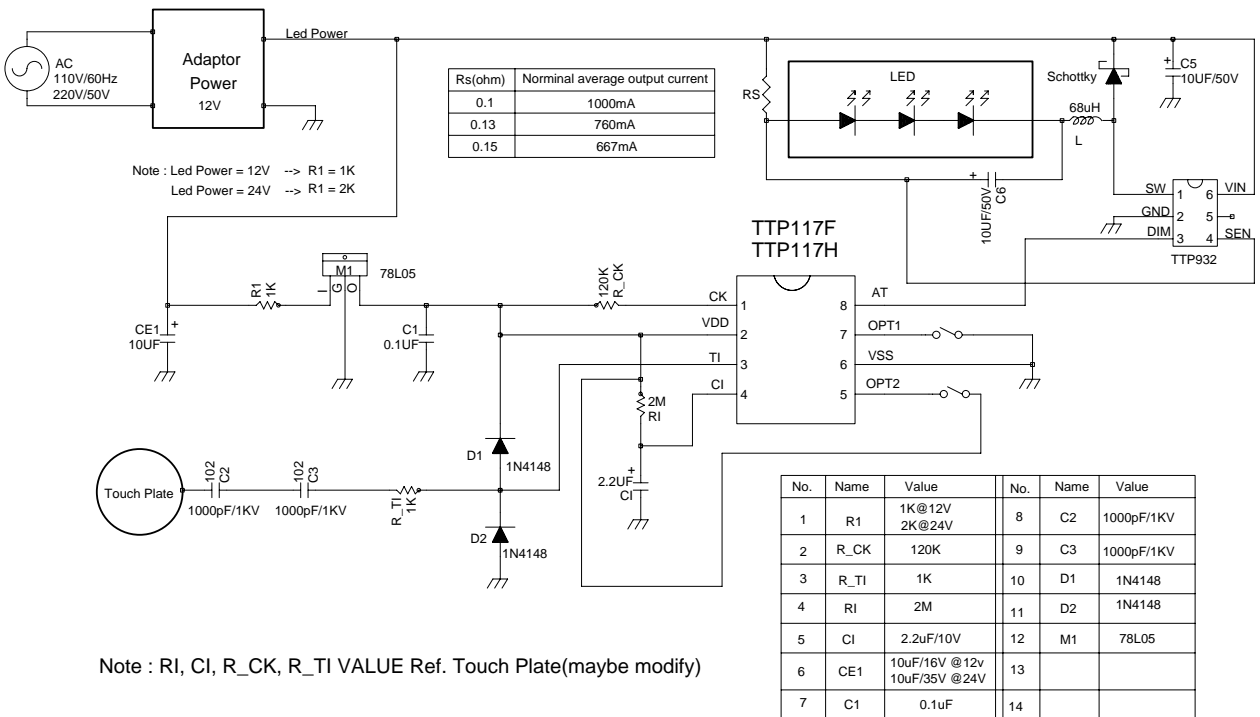 Led Power
AC
110V/60Hz
220V/50V
Adaptor
Power
12V
Rs(ohm) Norminal average output current
0.1 1000mA
0.13 760mA
0.15 667mA
RS
LED
Schottky
68uH
L
C5
+
10UF/50V
Note : Led Power = 12V --> R1 = 1K
Led Power = 24V --> R1 = 2K
+
10UF/50V
C6
SW 1 6 VIN
GND 2 5
DIM 3 4 SEN
TTP932
TTP117F
TTP117H
M1
78L05
I G O
R1
1K
CE1
+
10UF
C1
0.1UF
120K
R_CK
CK 1 8 AT
VDD 2 7 OPT1
TI 3 6 VSS
CI 4 5 OPT2
2M
RI
+
2.2UF
CI
D1
1N4148
D2
1N4148
Touch Plate
102
C2
1000pF/1KV
102
C3
1000pF/1KV
R_TI
1K
No. Name Value No. Name Value
1 R1 1K@12V 2K@24V 8 C2 1000pF/1KV
2 R_CK 120K 9 C3 1000pF/1KV
3 R_TI 1K 10 D1 1N4148
4 RI 2M 11 D2 1N4148
5 CI 2.2uF/10V 12 M1 78L05
6 CE1 10uF/16V @12v 10uF/35V @24V 13
7 C1 0.1uF 14
Note : RI, CI, R_CK, R_TI VALUE Ref. Touch Plate(maybe modify)